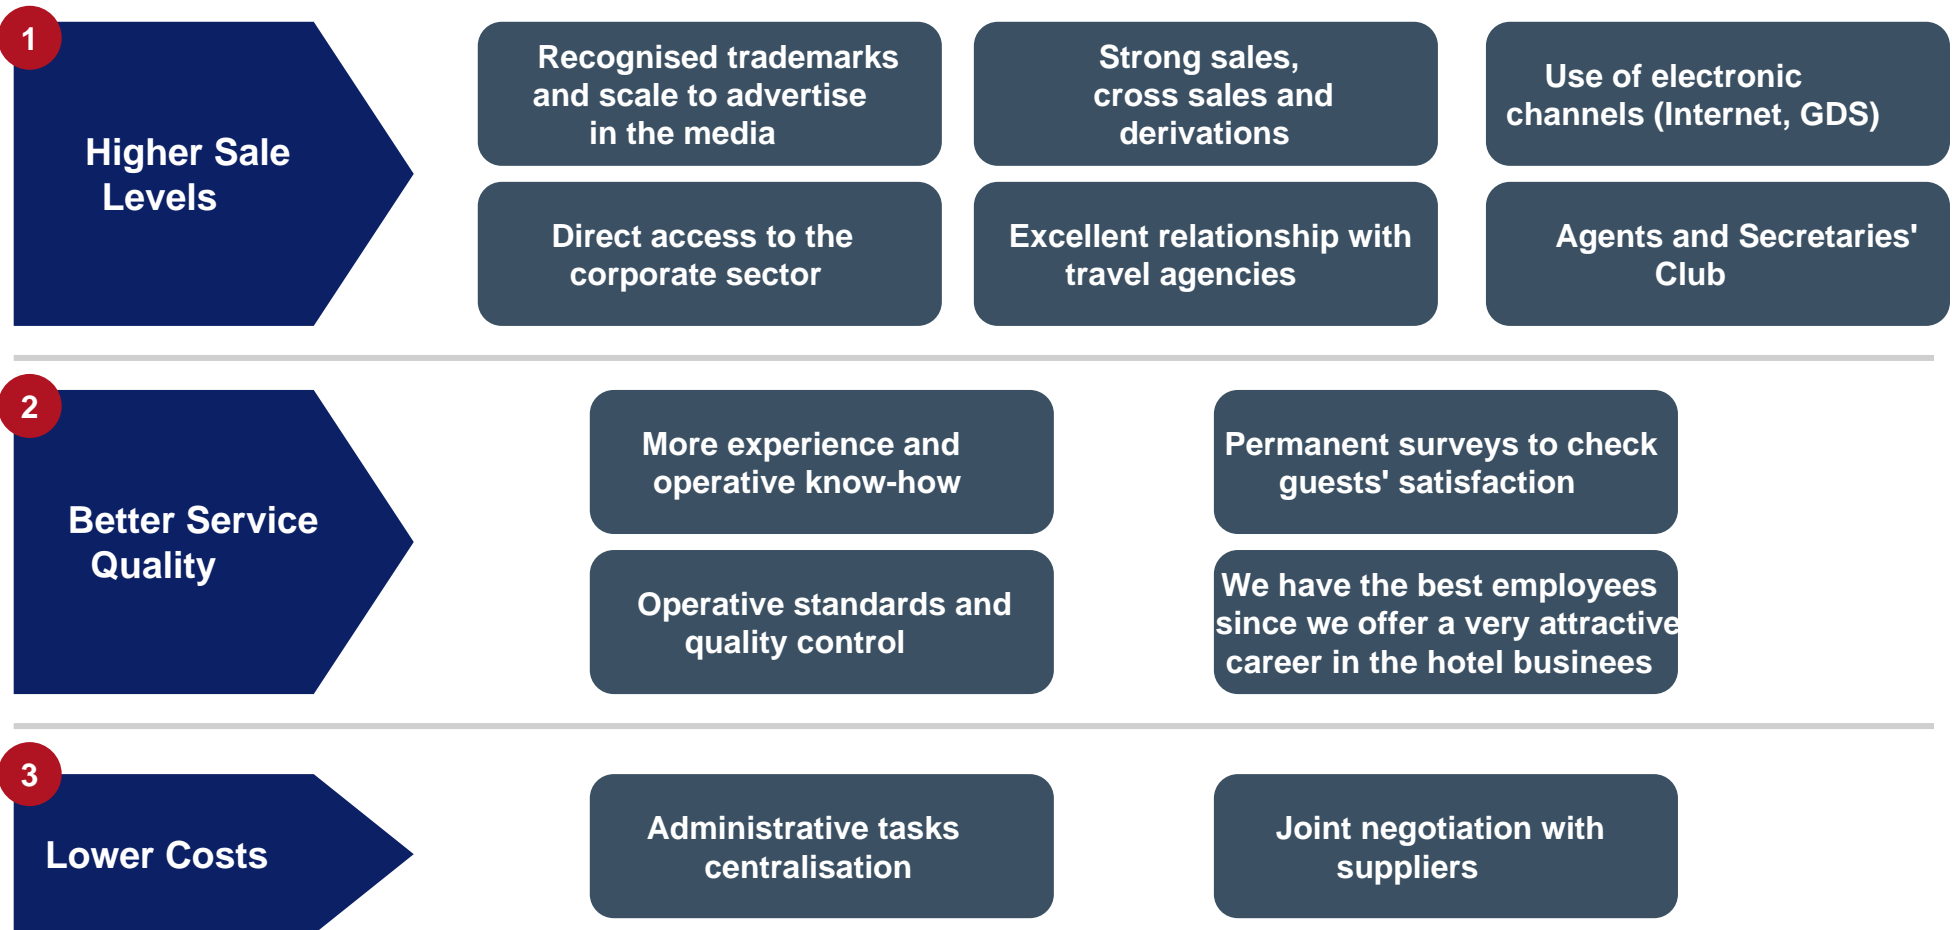 1
Higher Sale
Levels
Recognised trademarks
and scale to advertise
in the media
Strong sales,
cross sales and
derivations
Use of electronic
channels (Internet, GDS)
Direct access to the
corporate sector
Excellent relationship with
travel agencies
Agents and Secretaries'
Club
2
Better Service
Quality
More experience and
operative know-how
Permanent surveys to check
guests' satisfaction
Operative standards and
quality control
We have the best employees
since we offer a very attractive
career in the hotel businees
3
Lower Costs
Administrative tasks
centralisation
Joint negotiation with
suppliers